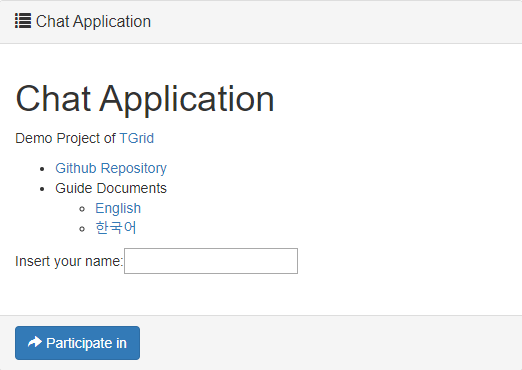 Chat Application
Chat Application
Demo Project of TGrid
Github Repository
Guide Documents
English
한국어
Insert your name:
Participate in